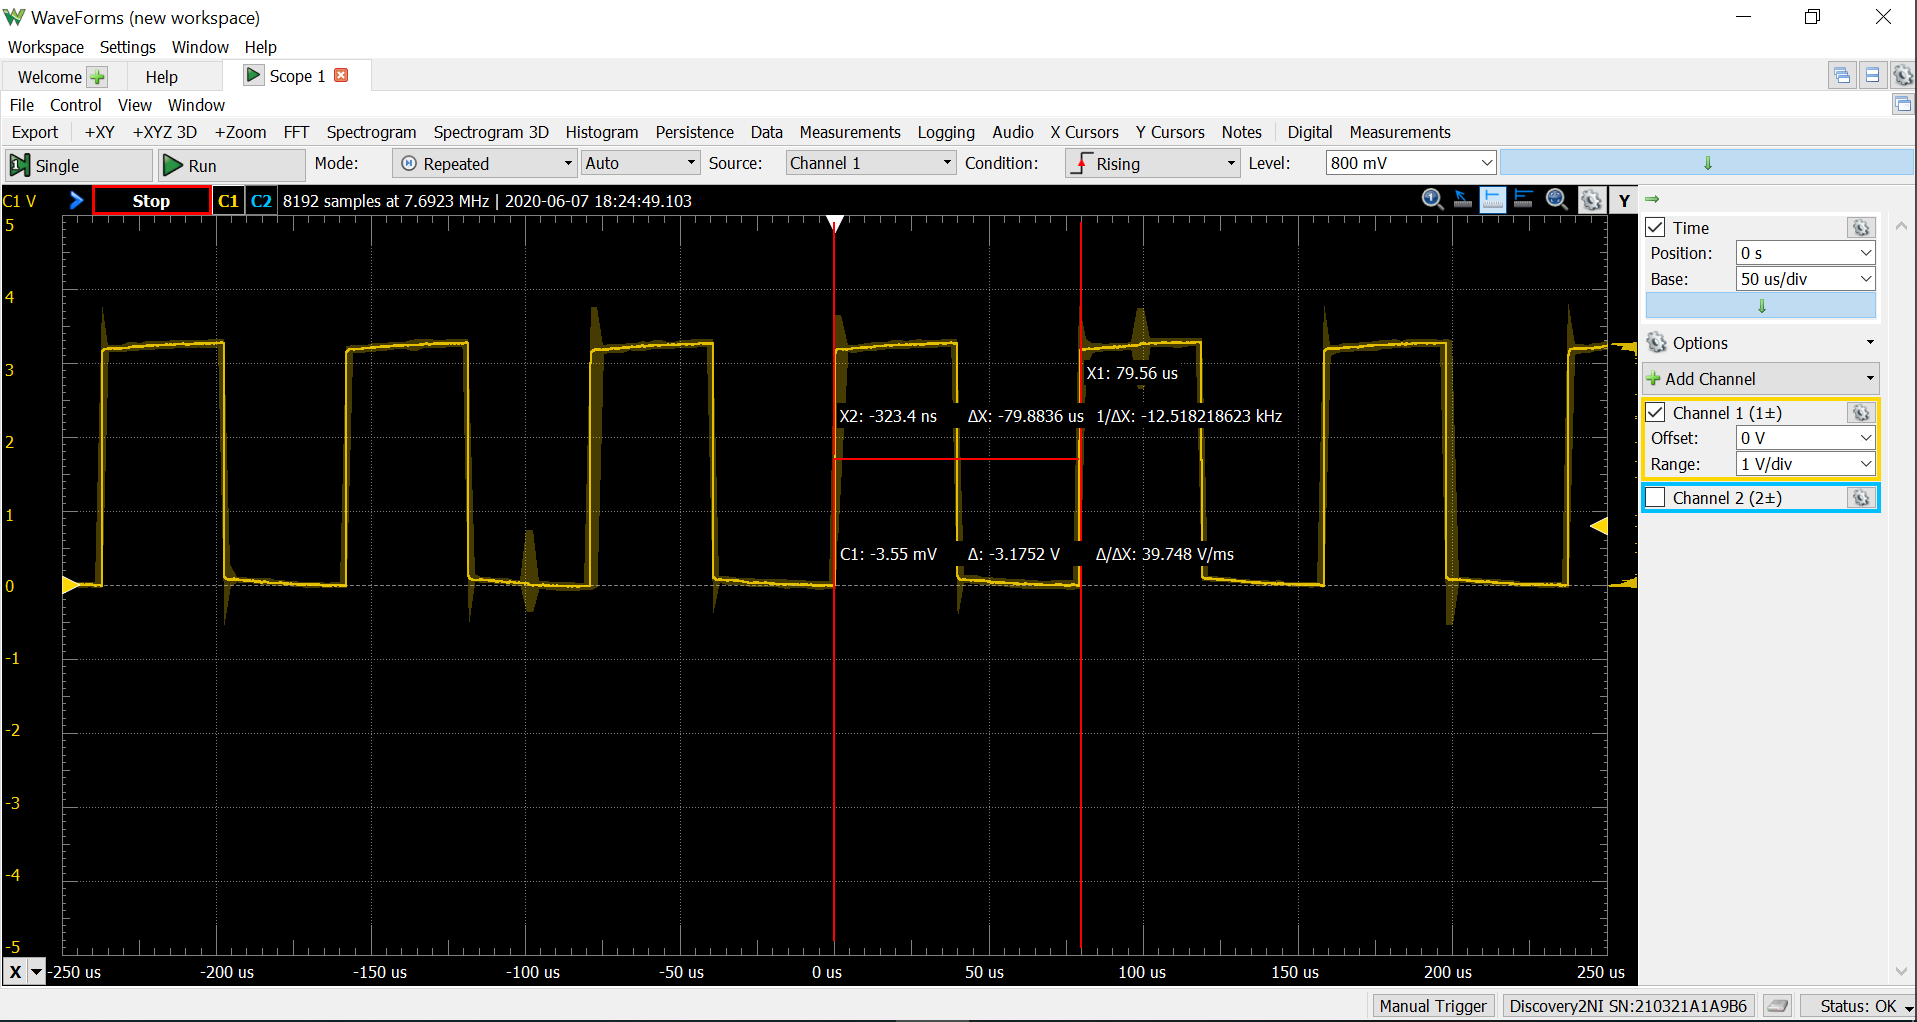 WaveForms (new workspace)
Workspace Settings Window Help
Welcome Help Scope 1
File Control View Window
Export +XY +XYZ 3D +Zoom FFT Spectrogram Spectrogram 3D Histogram Persistence Data Measurements Logging Audio X Cursors Y Cursors Notes Digital Measurements
Single Run Mode: Repeated Auto Source: Channel 1 Condition: Rising Level: 800 mV
C1 V Stop C1 C2 8192 samples at 7.6923 MHz | 2020-06-07 18:24:49.103 Y
5
4
3
2
1
0
-1
-2
-3
-4
-5
X1: 79.56 us
X2: -323.4 ns ΔX: -79.8836 us 1/ΔX: -12.518218623 kHz
C1: -3.55 mV Δ: -3.1752 V Δ/ΔX: 39.748 V/ms
X -250 us -200 us -150 us -100 us -50 us 0 us 50 us 100 us 150 us 200 us 250 us
Time
Position: 0 s
Base: 50 us/div
Options
Add Channel
Channel 1 (1±)
Offset: 0 V
Range: 1 V/div
Channel 2 (2±)
Manual Trigger Discovery2NI SN:210321A1A9B6 Status: OK